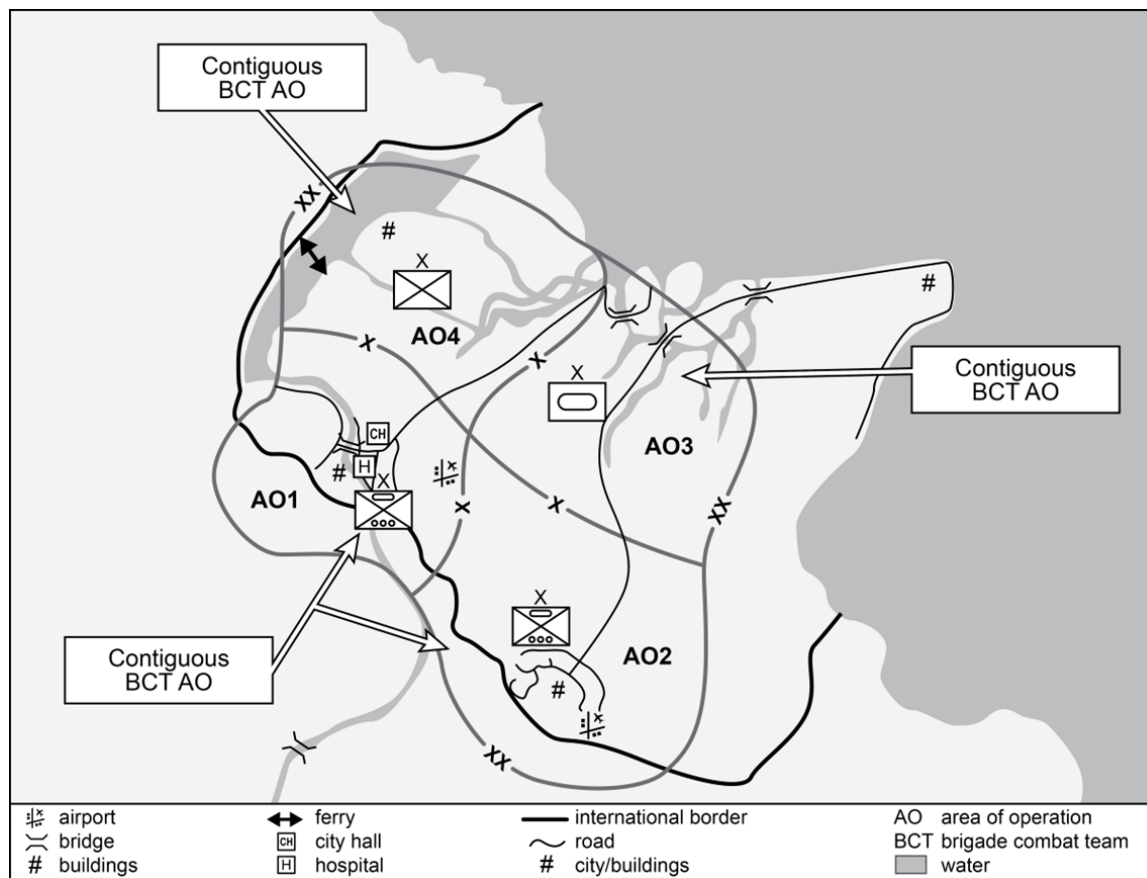 Contiguous
BCT AO
XX
#
X
AO4
X
X
#
X
Contiguous
BCT AO
CH
H
#
X
AO3
AO1
X
X
XX
X
Contiguous
BCT AO
AO2
#
XX
airport
bridge
# buildings
ferry
CH city hall
H hospital
international border
road
# city/buildings
AO area of operation
BCT brigade combat team
water